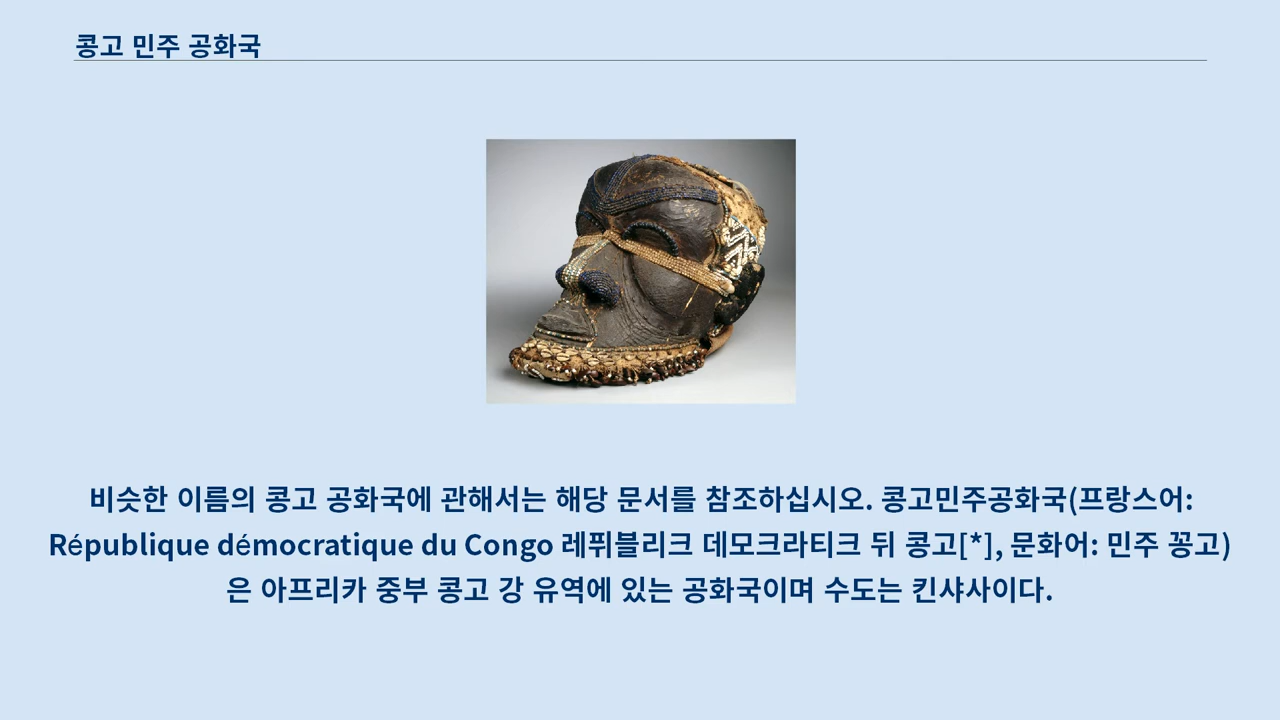 콩고 민주 공화국
비슷한 이름의 콩고 공화국에 관해서는 해당 문서를 참조하십시오. 콩고민주공화국(프랑스어:
République démocratique du Congo 레퓌블리크 데모크라티크 뒤 콩고[*], 문화어: 민주 꽁고)
은 아프리카 중부 콩고 강 유역에 있는 공화국이며 수도는 킨샤사이다.